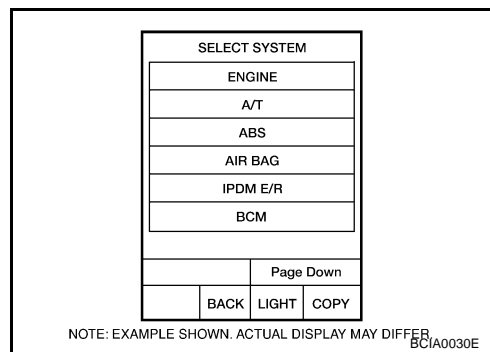 SELECT SYSTEM
ENGINE
A/T
ABS
AIR BAG
IPDM E/R
BCM
Page Down
BACK LIGHT COPY
NOTE: EXAMPLE SHOWN. ACTUAL DISPLAY MAY DIFFER.
BCIA0030E